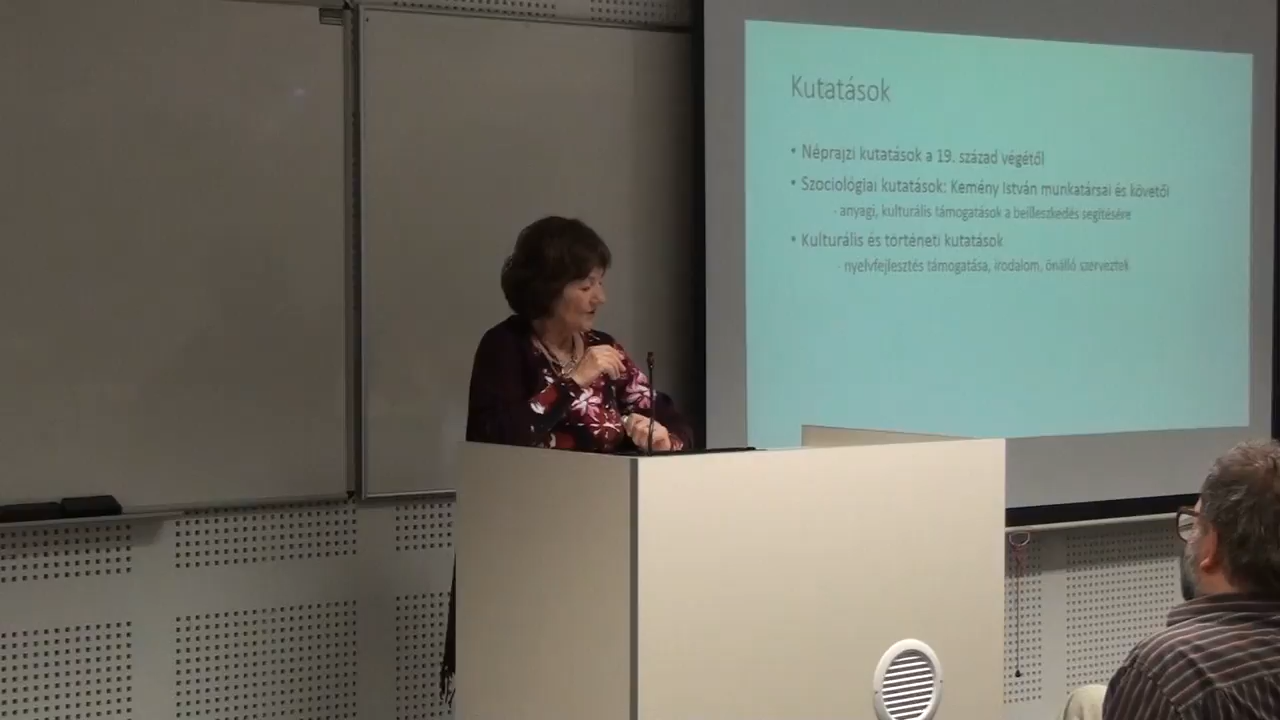 Kutatások
• Néprajzi kutatások a 19. század végétől
• Szociológiai kutatások: Kemény István munkatársai és követői
- anyagi, kulturális támogatások a beilleszkedés segítésére
• Kulturális és történeti kutatások
- nyelvfejlesztés támogatása, irodalom, önálló szerveztek